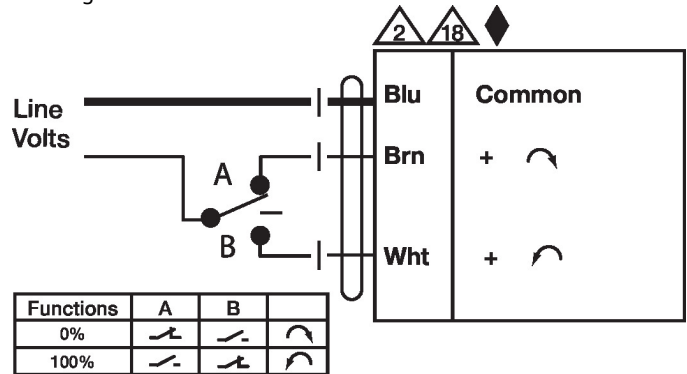 2 18
Line
Volts
Blu Common
Brn +
Wht +
A
B
Functions A B
0%
100%